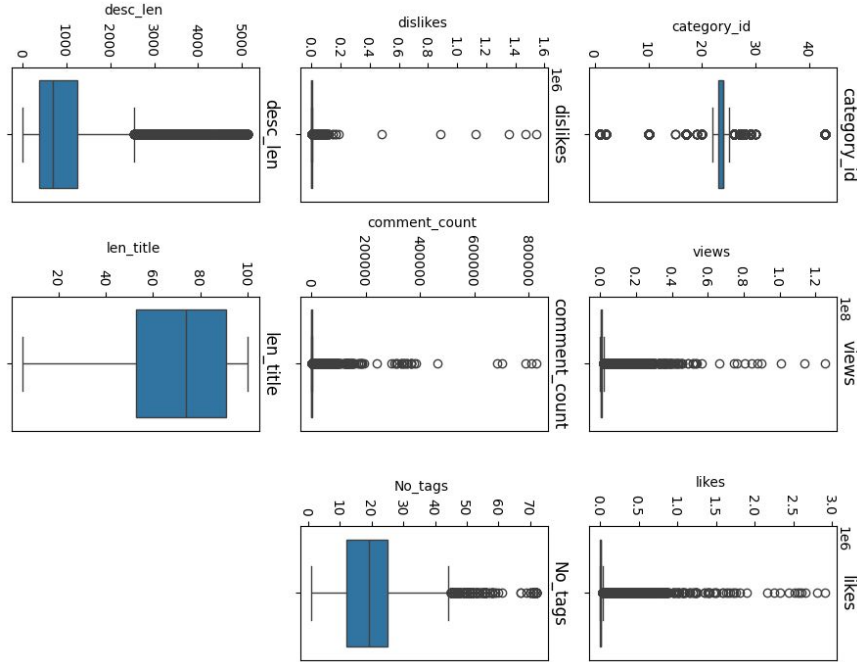 category_id
category_id
40
30
20
10
0
views
1e8
views
1.2
1.0
0.8
0.6
0.4
0.2
0.0
likes
1e6
likes
3.0
2.5
2.0
1.5
1.0
0.5
0.0
dislikes
1e6
dislikes
1.6
1.4
1.2
1.0
0.8
0.6
0.4
0.2
0.0
comment_count
comment_count
800000
600000
400000
200000
0
No_tags
No_tags
70
60
50
40
30
20
10
0
desc_len
desc_len
5000
4000
3000
2000
1000
0
len_title
len_title
100
80
60
40
20